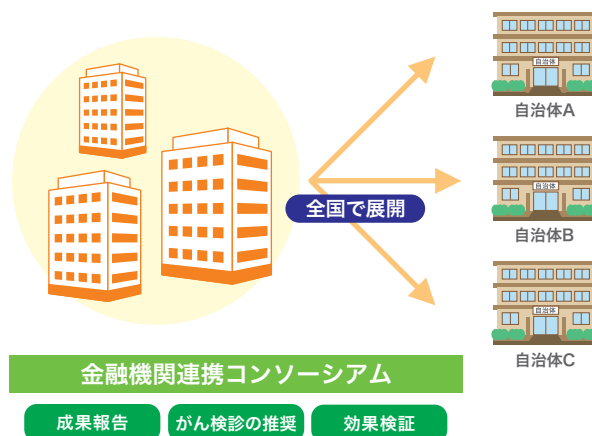 自治体
自治体A
全国で展開
自治体
自治体B
自治体
自治体C
金融機関連携コンソーシアム
成果報告
がん検診の推奨
効果検証